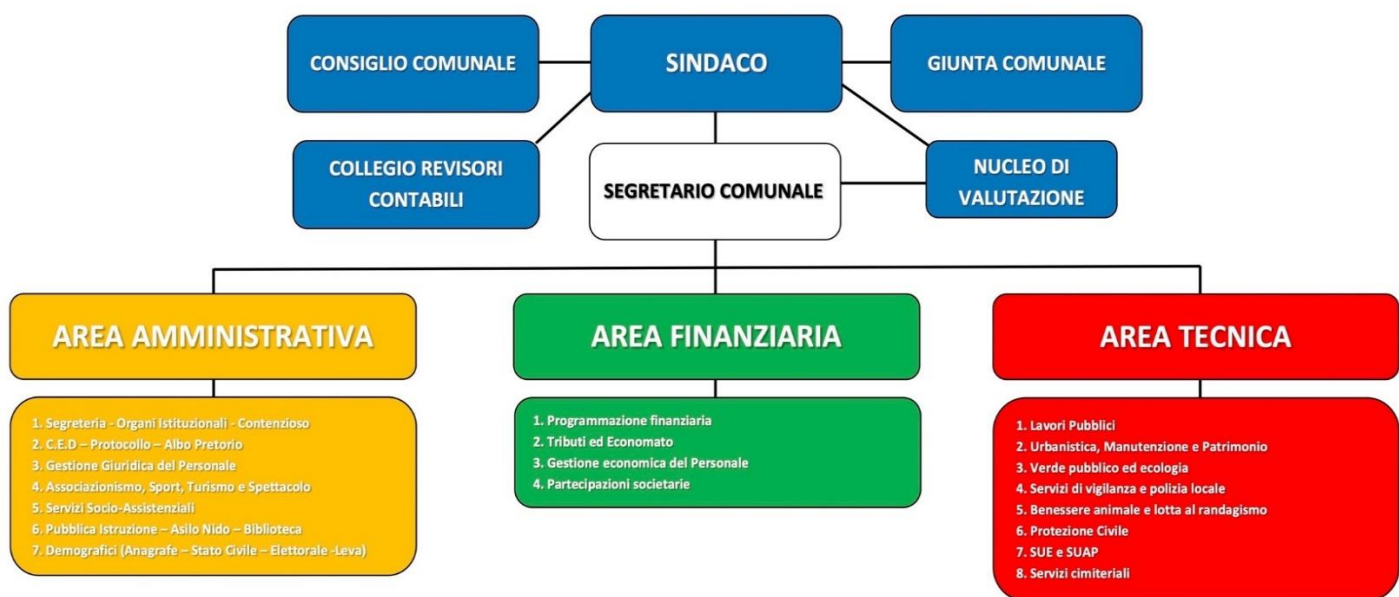 CONSIGLIO COMUNALE
SINDACO
GIUNTA COMUNALE
COLLEGIO REVISORI
CONTABILI
SEGRETARIO COMUNALE
NUCLEO DI
VALUTAZIONE
AREA AMMINISTRATIVA
AREA FINANZIARIA
AREA TECNICA
1. Segreteria - Organi Istituzionali - Contenzioso
2. C.E.D – Protocollo – Albo Pretorio
3. Gestione Giuridica del Personale
4. Associazionismo, Sport, Turismo e Spettacolo
5. Servizi Socio-Assistenziali
6. Pubblica Istruzione – Asilo Nido – Biblioteca
7. Demografici (Anagrafe – Stato Civile – Elettorale -Leva)
1. Programmazione finanziaria
2. Tributi ed Economato
3. Gestione economica del Personale
4. Partecipazioni societarie
1. Lavori Pubblici
2. Urbanistica, Manutenzione e Patrimonio
3. Verde pubblico ed ecologia
4. Servizi di vigilanza e polizia locale
5. Benessere animale e lotta al randagismo
6. Protezione Civile
7. SUE e SUAP
8. Servizi cimiteriali